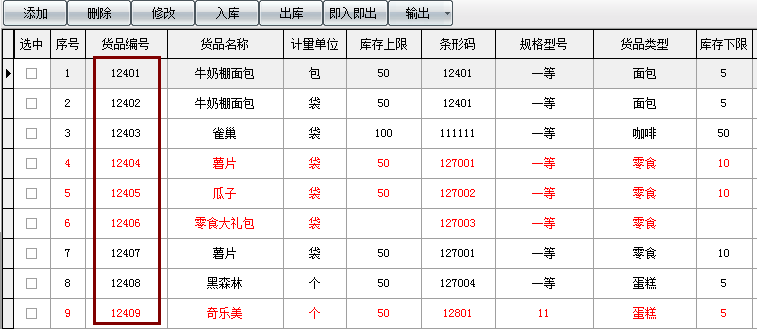 添加 删除 修改 入库 出库 即入即出 输出
选中 序号 货品编号 货品名称 计量单位 库存上限 条形码 规格型号 货品类型 库存下限
1 12401 牛奶棚面包 包 50 12401 一等 面包 5
2 12402 牛奶棚面包 袋 50 12401 一等 面包 5
3 12403 雀巢 袋 100 111111 一等 咖啡 50
4 12404 薯片 袋 50 127001 一等 零食 10
5 12405 瓜子 袋 50 127002 一等 零食 10
6 12406 零食大礼包 袋 127003 一等 零食
7 12407 薯片 袋 50 127001 一等 零食 10
8 12408 黑森林 个 50 127004 一等 蛋糕 5
9 12409 奇乐美 个 50 12801 11 蛋糕 5